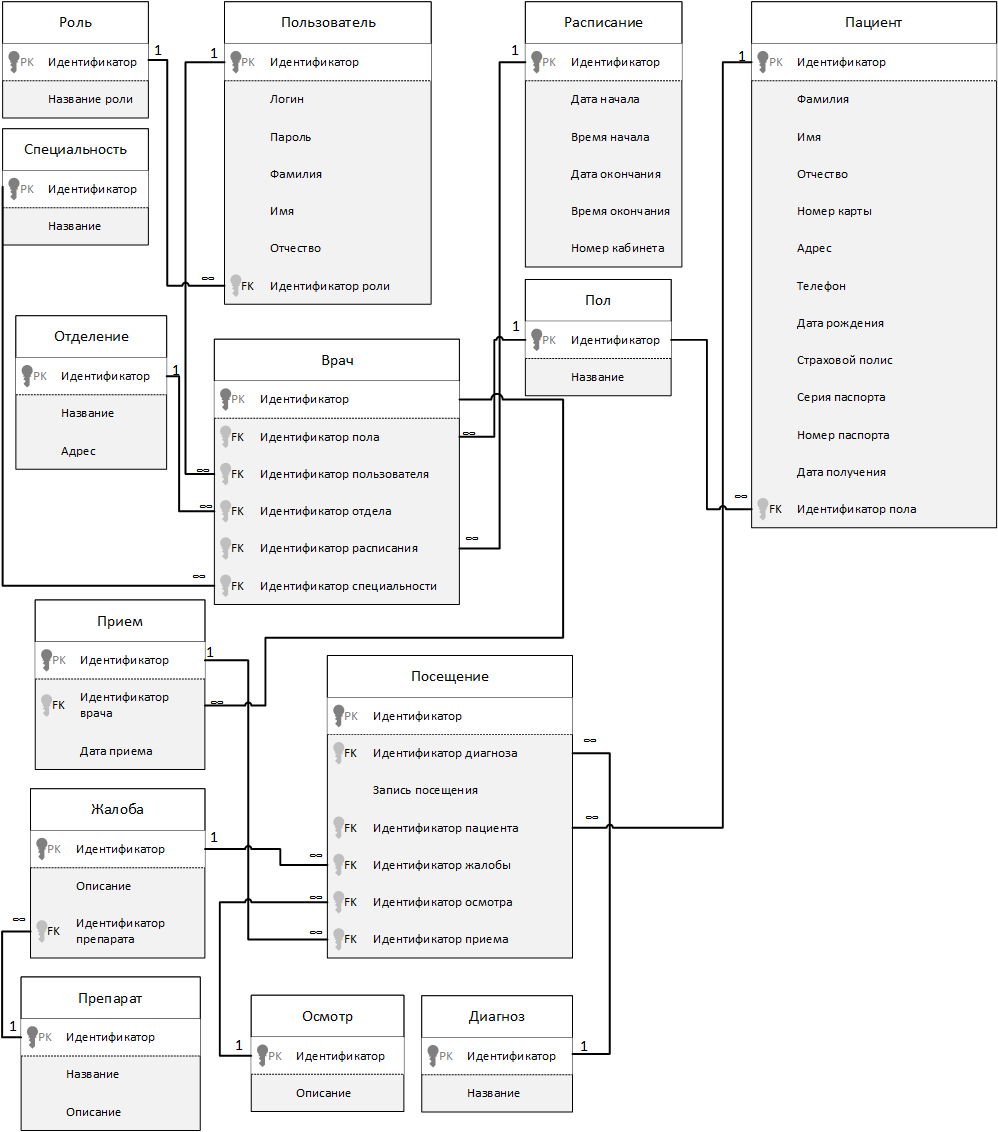 Роль
PK Идентификатор
Название роли
Специальность
PK Идентификатор
Название
Пользователь
PK Идентификатор
Логин
Пароль
Фамилия
Имя
Отчество
FK Идентификатор роли
Расписание
PK Идентификатор
Дата начала
Время начала
Дата окончания
Время окончания
Номер кабинета
Пациент
PK Идентификатор
Фамилия
Имя
Отчество
Номер карты
Адрес
Телефон
Дата рождения
Страховой полис
Серия паспорта
Номер паспорта
Дата получения
FK Идентификатор пола
Пол
PK Идентификатор
Название
Отделение
PK Идентификатор
Название
Адрес
Врач
PK Идентификатор
FK Идентификатор пола
FK Идентификатор пользователя
FK Идентификатор отдела
FK Идентификатор расписания
FK Идентификатор специальности
Прием
PK Идентификатор
FK Идентификатор
врача
Дата приема
Посещение
PK Идентификатор
FK Идентификатор диагноза
Запись посещения
FK Идентификатор пациента
FK Идентификатор жалобы
FK Идентификатор осмотра
FK Идентификатор приема
Жалоба
PK Идентификатор
Описание
FK Идентификатор
препарата
Препарат
PK Идентификатор
Название
Описание
Осмотр
PK Идентификатор
Описание
Диагноз
PK Идентификатор
Название
1
1
1
1
∞
1
1
∞
∞
∞
∞
∞
∞
1
∞
∞
∞
1
∞
∞
∞
∞
1
1
1